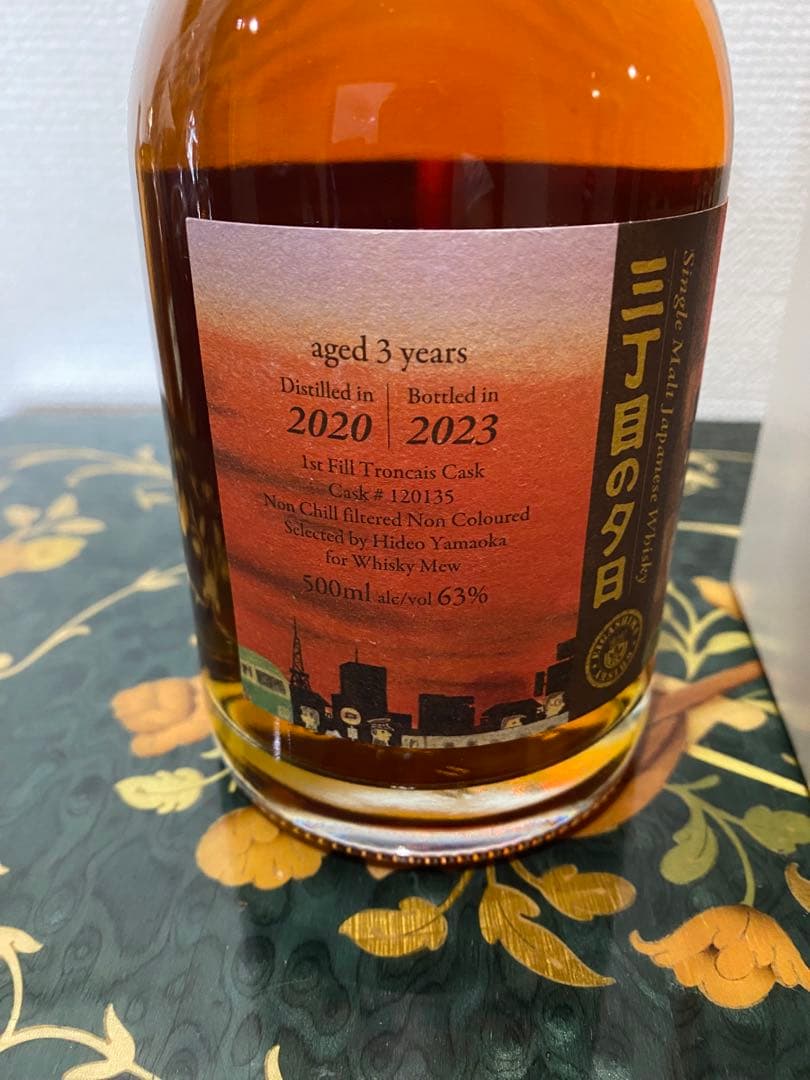 aged 3 years
Distilled in
2020
Bottled in
2023
1st Fill Troncais Cask
Cask # 120135
Non Chill filtered Non Coloured
Selected by Hideo Yamaoka
for Whisky Mew
500ml alc/vol 63%
三丁目の夕日
Single Malt Japanese Whisky
EIGASHIMA